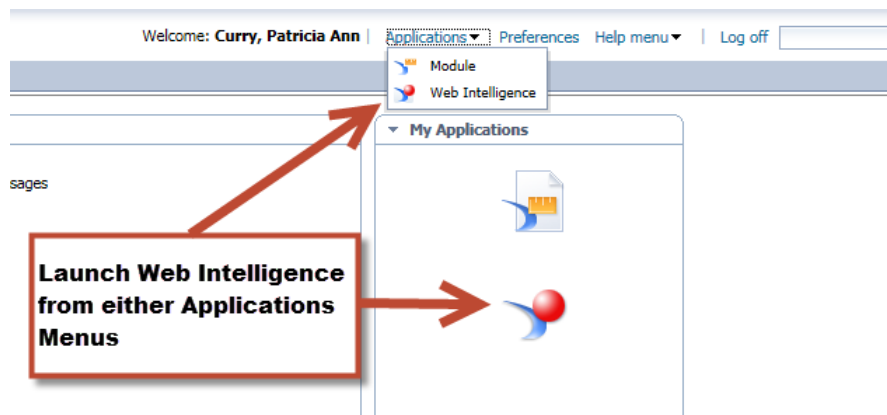 Welcome: Curry, Patricia Ann | Applications Preferences Help menu | Log off
Module
Web Intelligence
My Applications
sages
Launch Web Intelligence
from either Applications
Menus